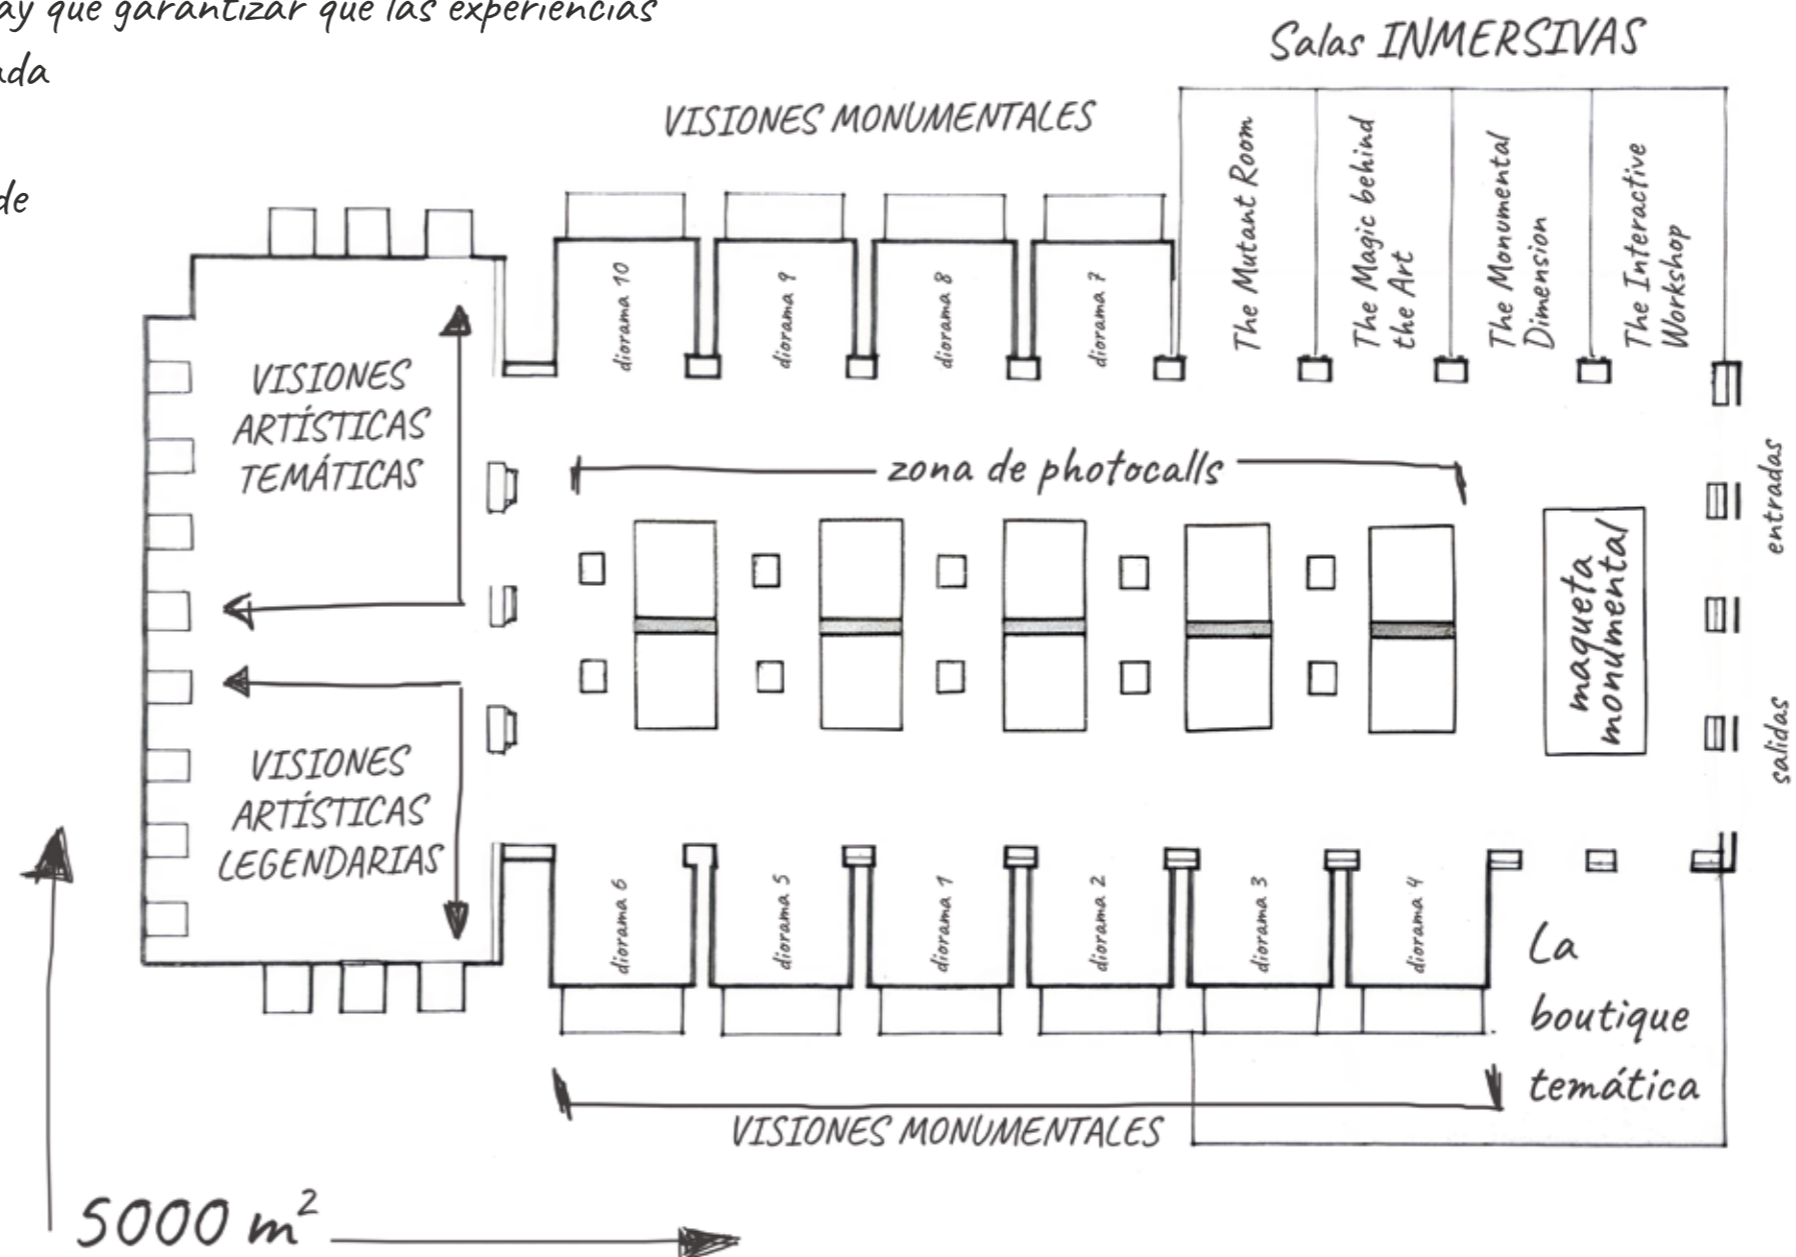 ay que garantizar que las experiencias
ada
de
Salas INMERSIVAS
VISIONES MONUMENTALES
The Mutant Room
The Magic behind
the Art
The Monumental
Dimension
The Interactive
Workshop
diorama 10
diorama 9
diorama 8
diorama 7
VISIONES
ARTÍSTICAS
TEMÁTICAS
zona de photocalls
entradas
maqueta
monumental
salidas
VISIONES
ARTÍSTICAS
LEGENDARIAS
diorama 6
diorama 5
diorama 1
diorama 2
diorama 3
diorama 4
La
boutique
temática
VISIONES MONUMENTALES
5000 m²